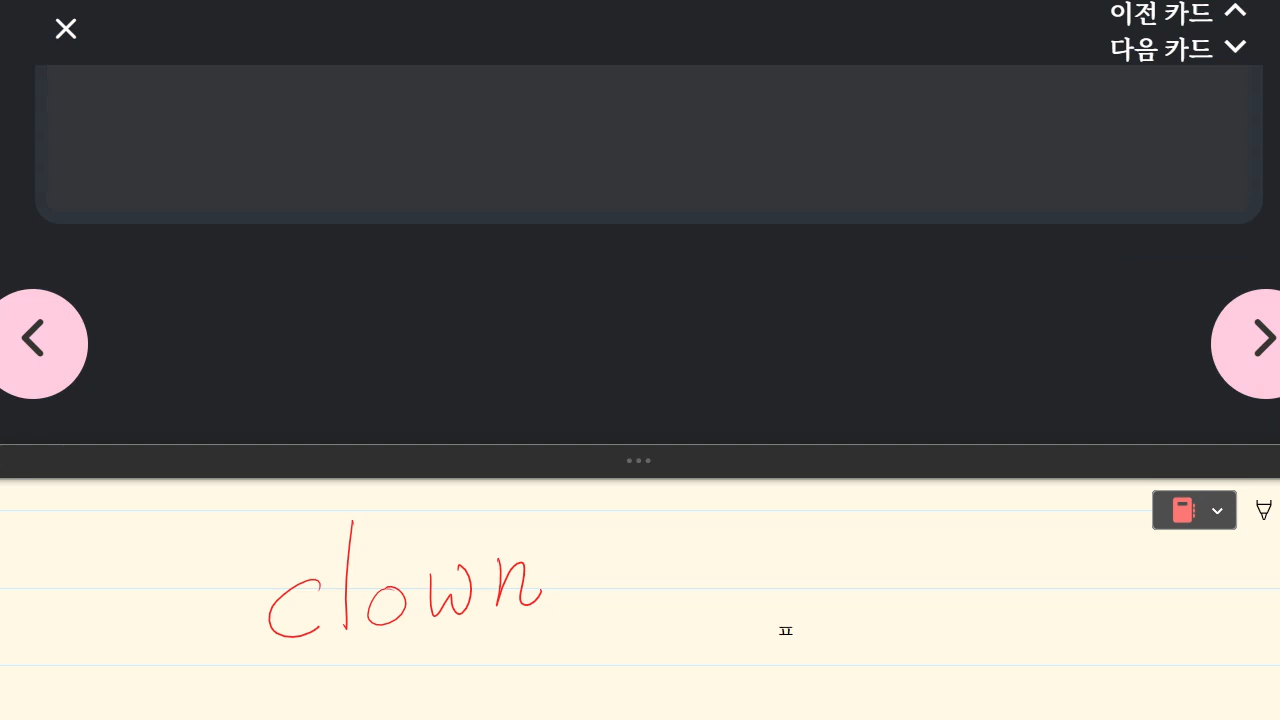 이전 카드
다음 카드
clown
ㅍ